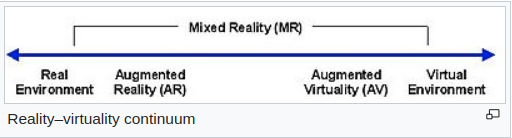 Mixed Reality (MR)
Real Environment
Augmented Reality (AR)
Augmented Virtuality (AV)
Virtual Environment
Reality–virtuality continuum